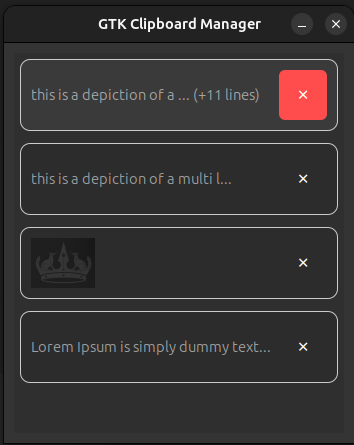 GTK Clipboard Manager
this is a depiction of a ... (+11 lines)
this is a depiction of a multi l...
Lorem Ipsum is simply dummy text...